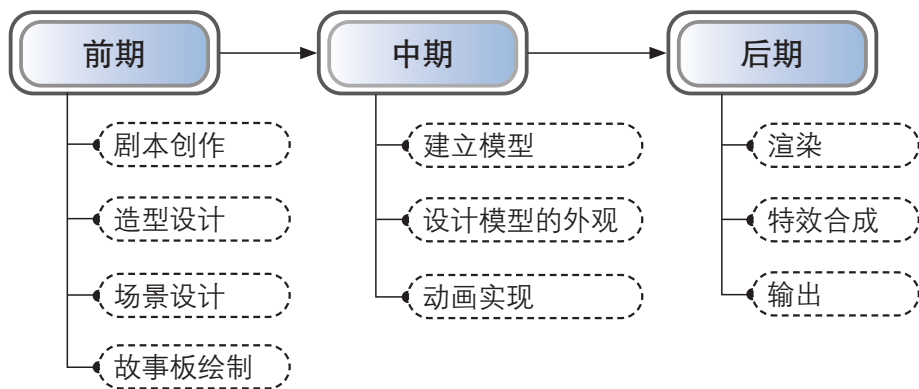 前期
中期
后期
剧本创作
造型设计
场景设计
故事板绘制
建立模型
设计模型的外观
动画实现
渲染
特效合成
输出